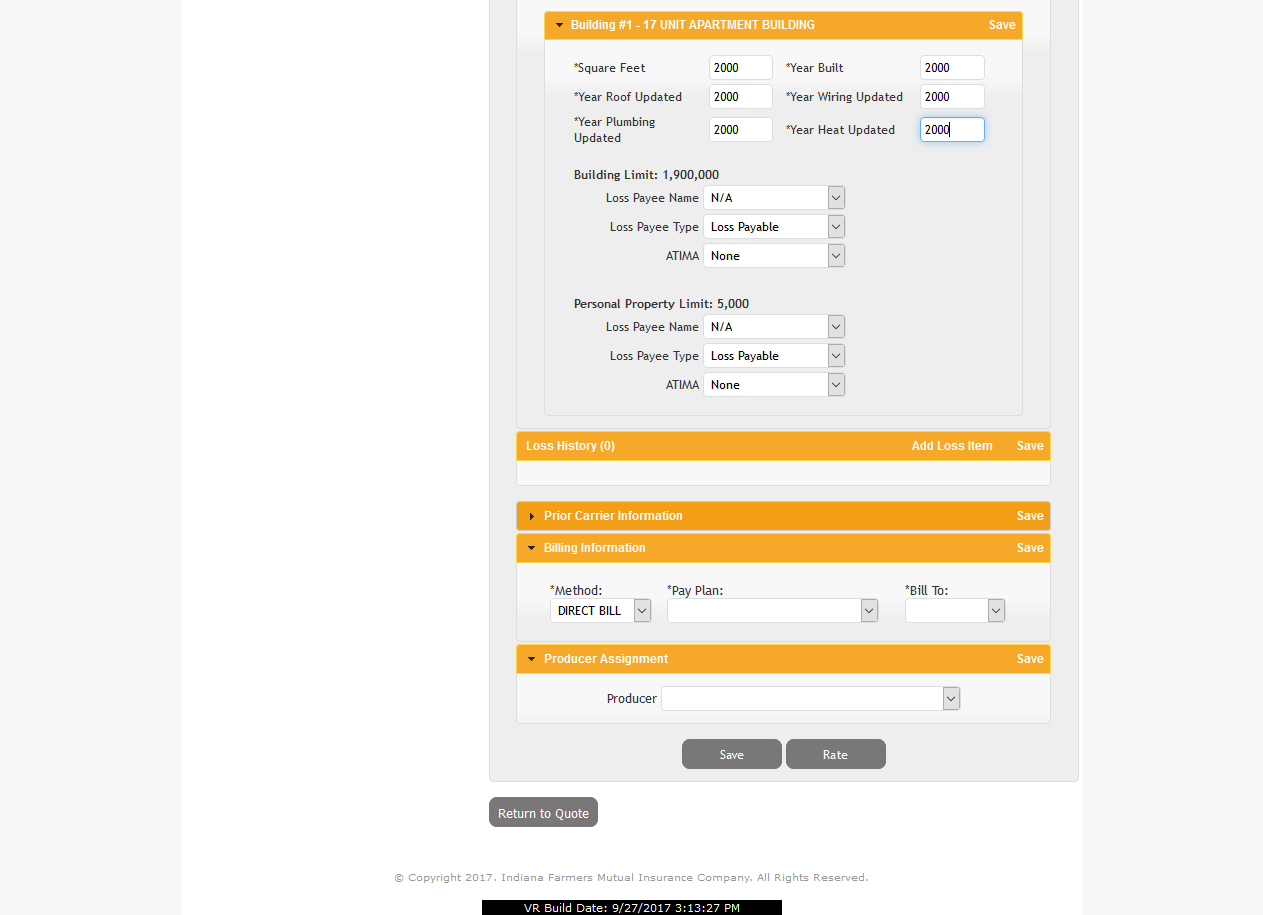 Building #1 - 17 UNIT APARTMENT BUILDING Save
*Square Feet 2000 *Year Built 2000
*Year Roof Updated 2000 *Year Wiring Updated 2000
*Year Plumbing
Updated 2000 *Year Heat Updated 2000
Building Limit: 1,900,000
Loss Payee Name N/A
Loss Payee Type Loss Payable
ATIMA None
Personal Property Limit: 5,000
Loss Payee Name N/A
Loss Payee Type Loss Payable
ATIMA None
Loss History (0) Add Loss Item Save
Prior Carrier Information Save
Billing Information Save
*Method: *Pay Plan: *Bill To:
DIRECT BILL
Producer Assignment Save
Producer
Save Rate
Return to Quote
© Copyright 2017. Indiana Farmers Mutual Insurance Company. All Rights Reserved.
VR Build Date: 9/27/2017 3:13:27 PM